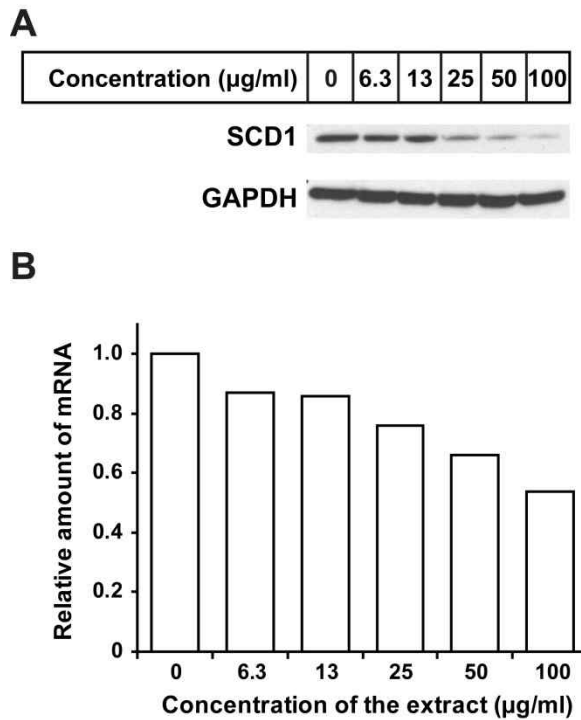 A
Concentration (µg/ml) 0 6.3 13 25 50 100
SCD1
GAPDH
B
Relative amount of mRNA
1.0
0.8
0.6
0.4
0.2
0
0 6.3 13 25 50 100
Concentration of the extract (µg/ml)